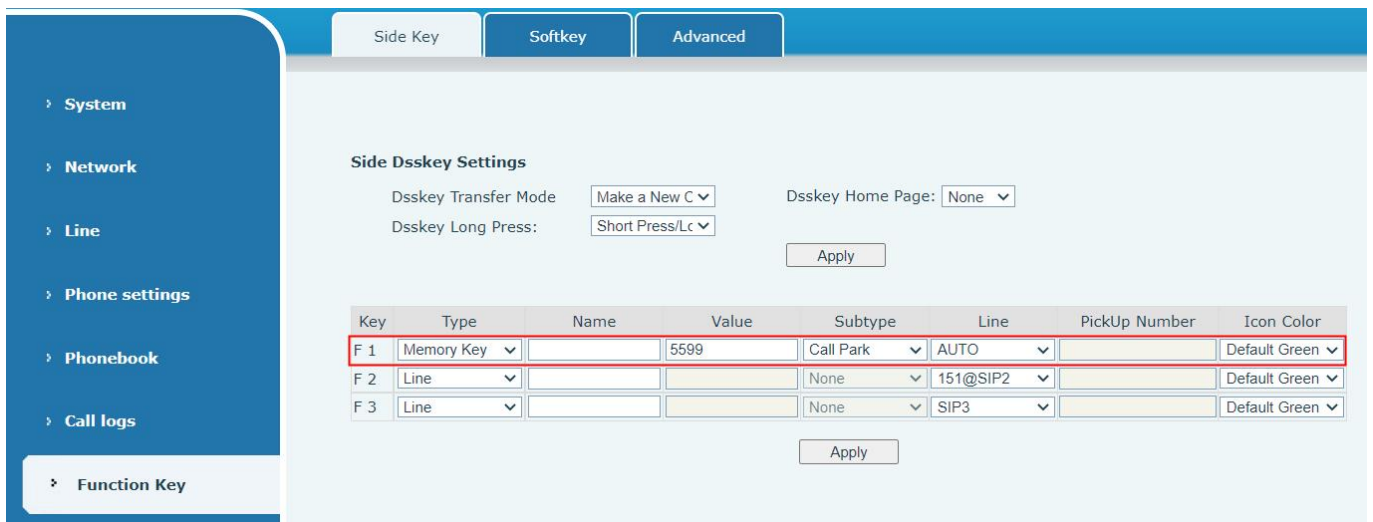 Side Key Softkey Advanced
System
Network
Line
Phone settings
Phonebook
Call logs
Function Key
Side Dsskey Settings
Dsskey Transfer Mode Make a New C Dsskey Home Page: None
Dsskey Long Press: Short Press/Lc
Apply
Key Type Name Value Subtype Line PickUp Number Icon Color
F 1 Memory Key 5599 Call Park AUTO Default Green
F 2 Line None 151@SIP2 Default Green
F 3 Line None SIP3 Default Green
Apply